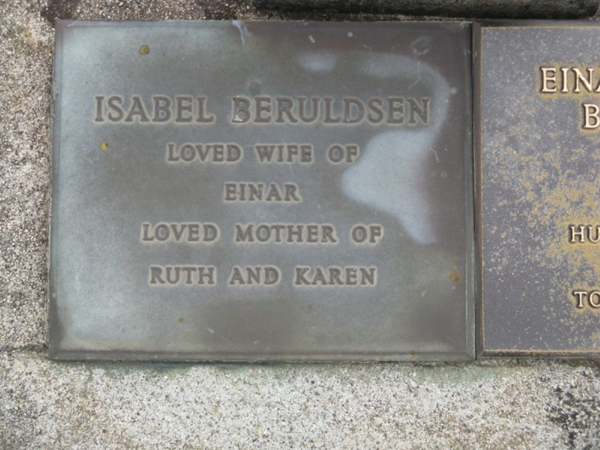 ISABEL BERULDSEN
LOVED WIFE OF
EINAR
LOVED MOTHER OF
RUTH AND KAREN